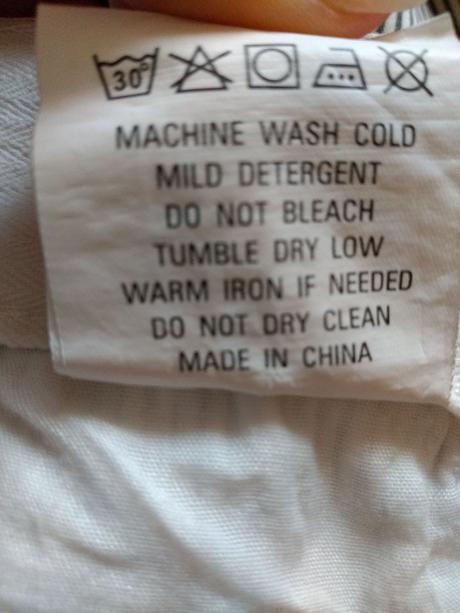 30°
MACHINE WASH COLD
MILD DETERGENT
DO NOT BLEACH
TUMBLE DRY LOW
WARM IRON IF NEEDED
DO NOT DRY CLEAN
MADE IN CHINA